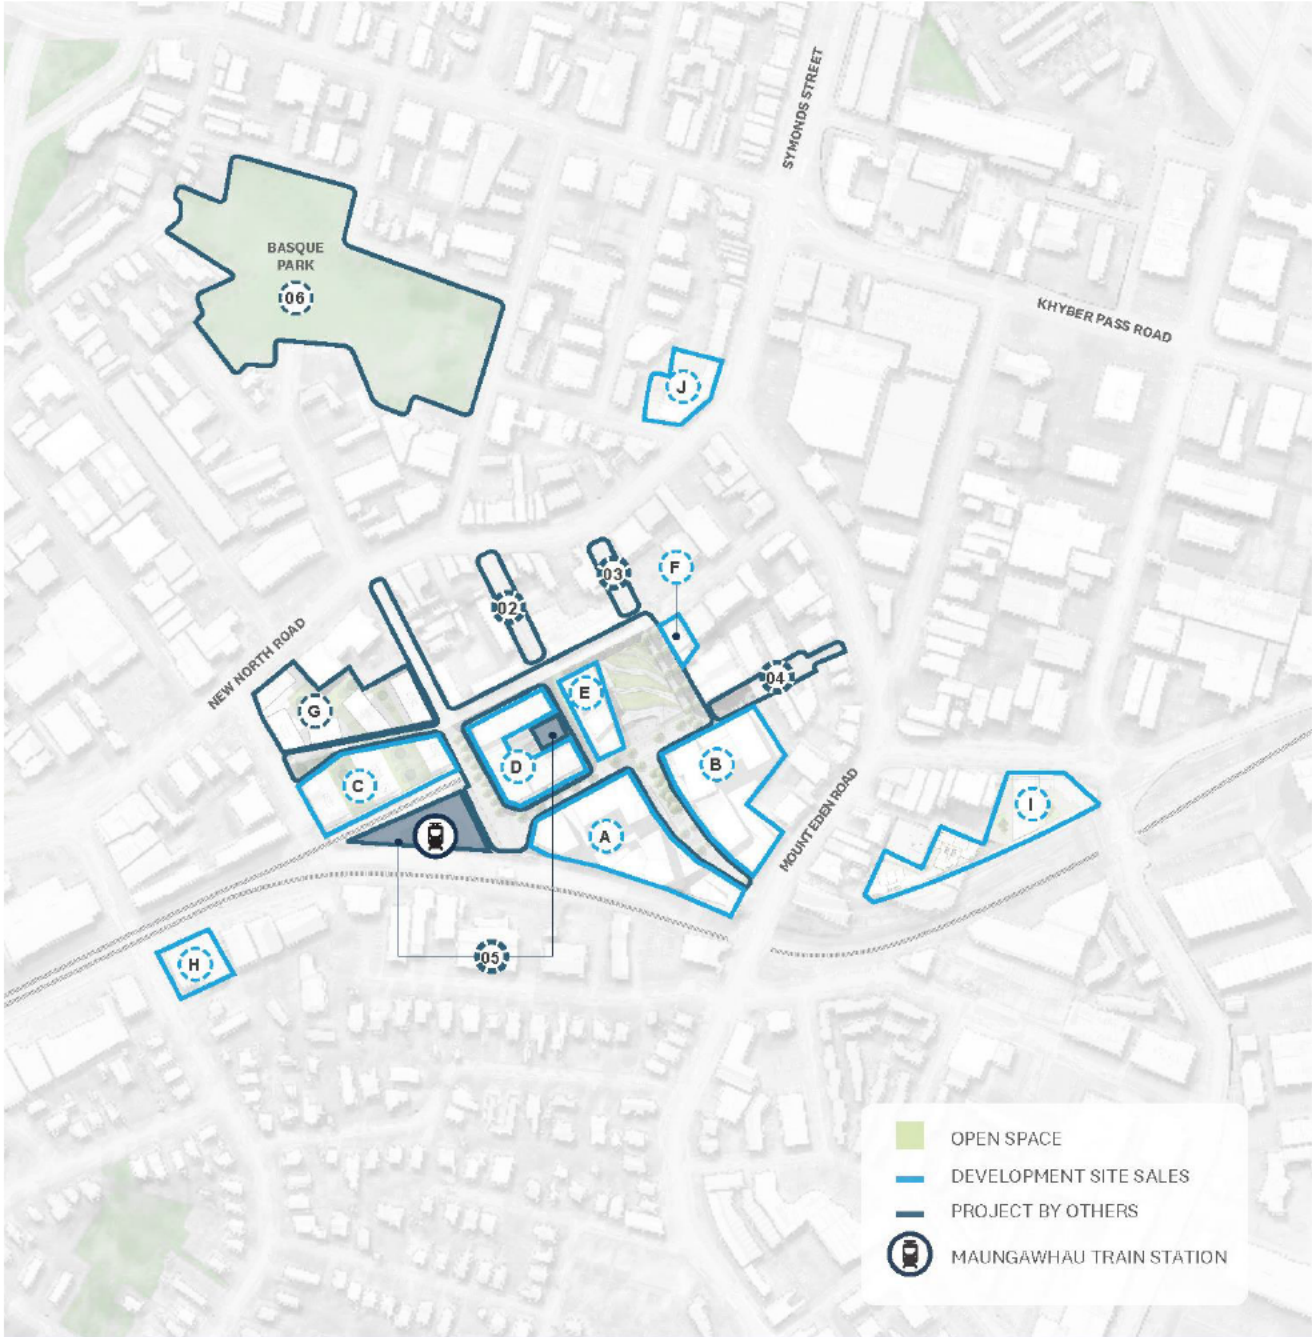 SYMONDS STREET
BASQUE
PARK
06
KHYBER PASS ROAD
J
03
F
02
NEW NORTH ROAD
04
E
G
D
B
C
A
I
MOUNT EDEN ROAD
05
H
OPEN SPACE
DEVELOPMENT SITE SALES
PROJECT BY OTHERS
MAUNGAWHAU TRAIN STATION